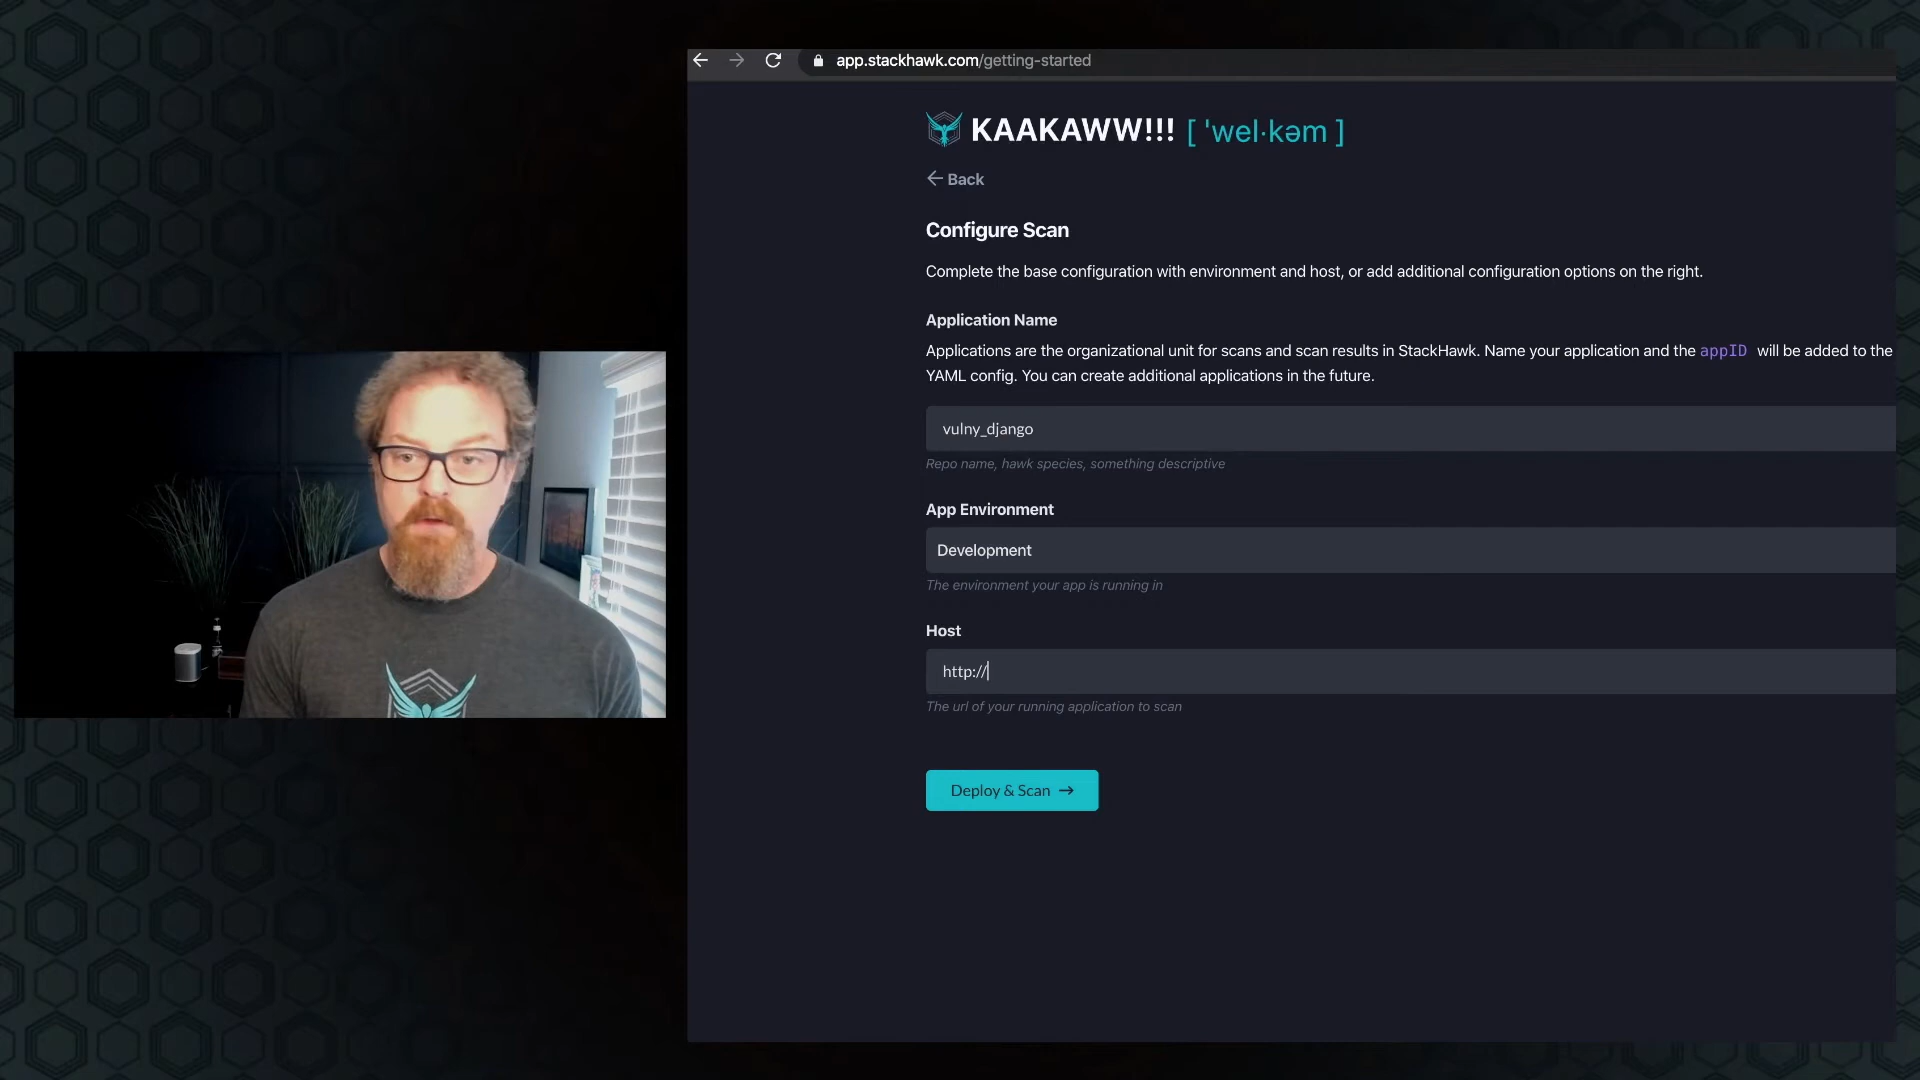 app.stackhawk.com/getting-started
KAAKAWW!!! [ 'wel·kəm ]
← Back
Configure Scan
Complete the base configuration with environment and host, or add additional configuration options on the right.
Application Name
Applications are the organizational unit for scans and scan results in StackHawk. Name your application and the appID will be added to the
YAML config. You can create additional applications in the future.
vulny_django
Repo name, hawk species, something descriptive
App Environment
Development
The environment your app is running in
Host
http://
The url of your running application to scan
Deploy & Scan →